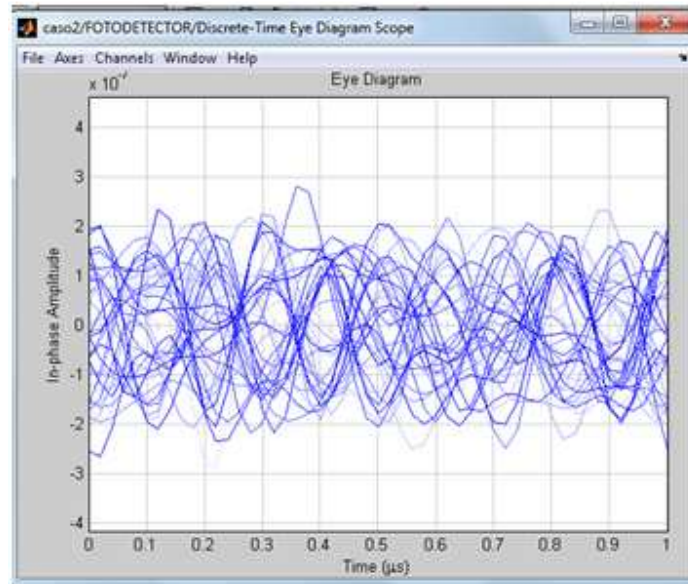 caso2/FOTODETECTOR/Discrete-Time Eye Diagram Scope
File Axes Channels Window Help
x 10
Eye Diagram
4
3
2
1
0
-1
-2
-3
-4
In-phase Amplitude
0 0.1 0.2 0.3 0.4 0.5 0.6 0.7 0.8 0.9 1
Time (μs)